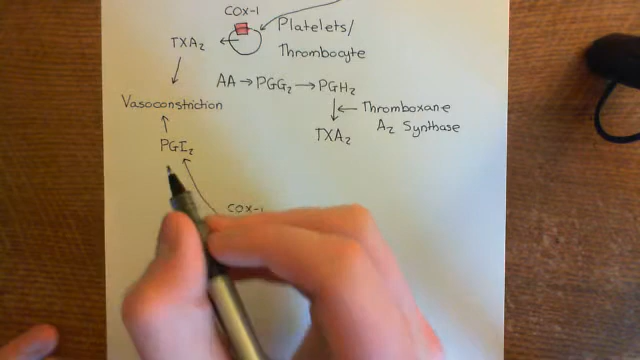 COX-1
Platelets/
Thrombocyte
TXA₂
AA → PGG₂ → PGH₂
Vasoconstriction
Thromboxane
A₂ Synthase
TXA₂
PGI₂
COX-1